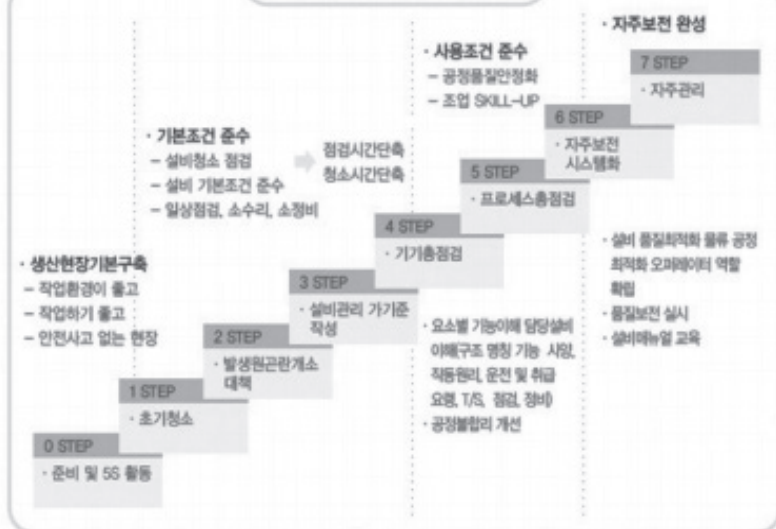 · 자주보전 완성
7 STEP
· 자주관리
· 사용조건 준수
- 공정품질안정화
- 조업 SKILL-UP
6 STEP
· 자주보전
시스템화
· 기본조건 준수
- 설비청소 점검
- 설비 기본조건 준수
- 일상점검, 소수리, 소정비
점검시간단축
청소시간단축
5 STEP
· 프로세스총점검
4 STEP
· 기기총점검
· 설비 품질최적화 물류 공정
최적화 오퍼레이터 역할
확립
· 품질보전 실시
· 설비매뉴얼 교육
· 생산현장기본구축
- 작업환경이 좋고
- 작업하기 좋고
- 안전사고 없는 현장
3 STEP
· 설비관리 가기준
작성
· 요소별 기능이해 담당설비
이해(구조 명칭 기능 사양,
작동원리, 운전 및 취급
요령, T/S, 점검, 정비)
· 공정불합리 개선
2 STEP
· 발생원곤란개소
대책
1 STEP
· 초기청소
0 STEP
· 준비 및 5S 활동